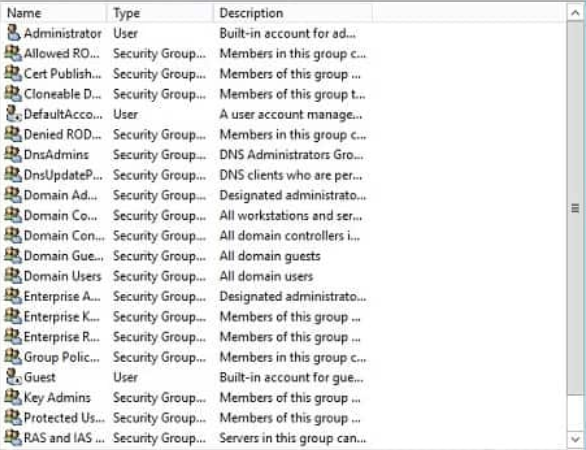 Name Type Description
Administrator User Built-in account for ad...
Allowed RO... Security Group... Members in this group c...
Cert Publish... Security Group... Members of this group ...
Cloneable D... Security Group... Members of this group t...
DefaultAcco... User A user account manage...
Denied ROD... Security Group... Members in this group c...
DnsAdmins Security Group... DNS Administrators Gro...
DnsUpdateP... Security Group... DNS clients who are per...
Domain Ad... Security Group... Designated administrato...
Domain Co... Security Group... All workstations and ser...
Domain Con... Security Group... All domain controllers i...
Domain Gue... Security Group... All domain guests
Domain Users Security Group... All domain users
Enterprise A... Security Group... Designated administrato...
Enterprise K... Security Group... Members of this group ...
Enterprise R... Security Group... Members of this group ...
Group Polic... Security Group... Members in this group c...
Guest User Built-in account for gue...
Key Admins Security Group... Members of this group ...
Protected Us... Security Group... Members of this group ...
RAS and IAS ... Security Group... Servers in this group can...